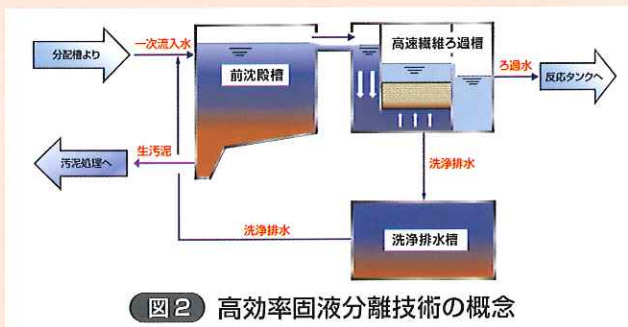 分配槽より
一次流入水
前沈殿槽
高速繊維ろ過槽
ろ過水
反応タンクへ
汚泥処理へ
生汚泥
洗浄排水
洗浄排水
洗浄排水槽
図2 高効率固液分離技術の概念